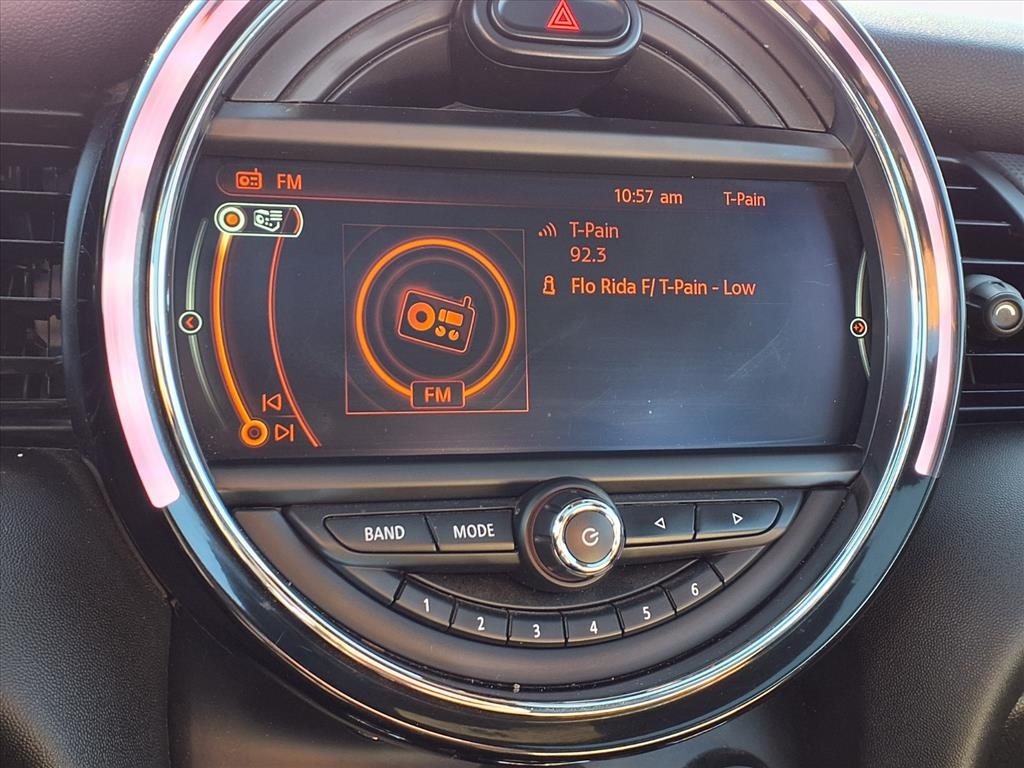 FM
10:57 am T-Pain
T-Pain
92.3
Flo Rida F/ T-Pain - Low
FM
BAND MODE
1 2 3 4 5 6